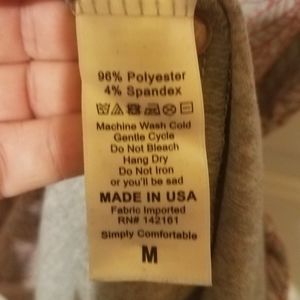 96% Polyester
4% Spandex
Machine Wash Cold
Gentle Cycle
Do Not Bleach
Hang Dry
Do Not Iron
or you'll be sad
MADE IN USA
Fabric Imported
RN# 142161
Simply Comfortable
M